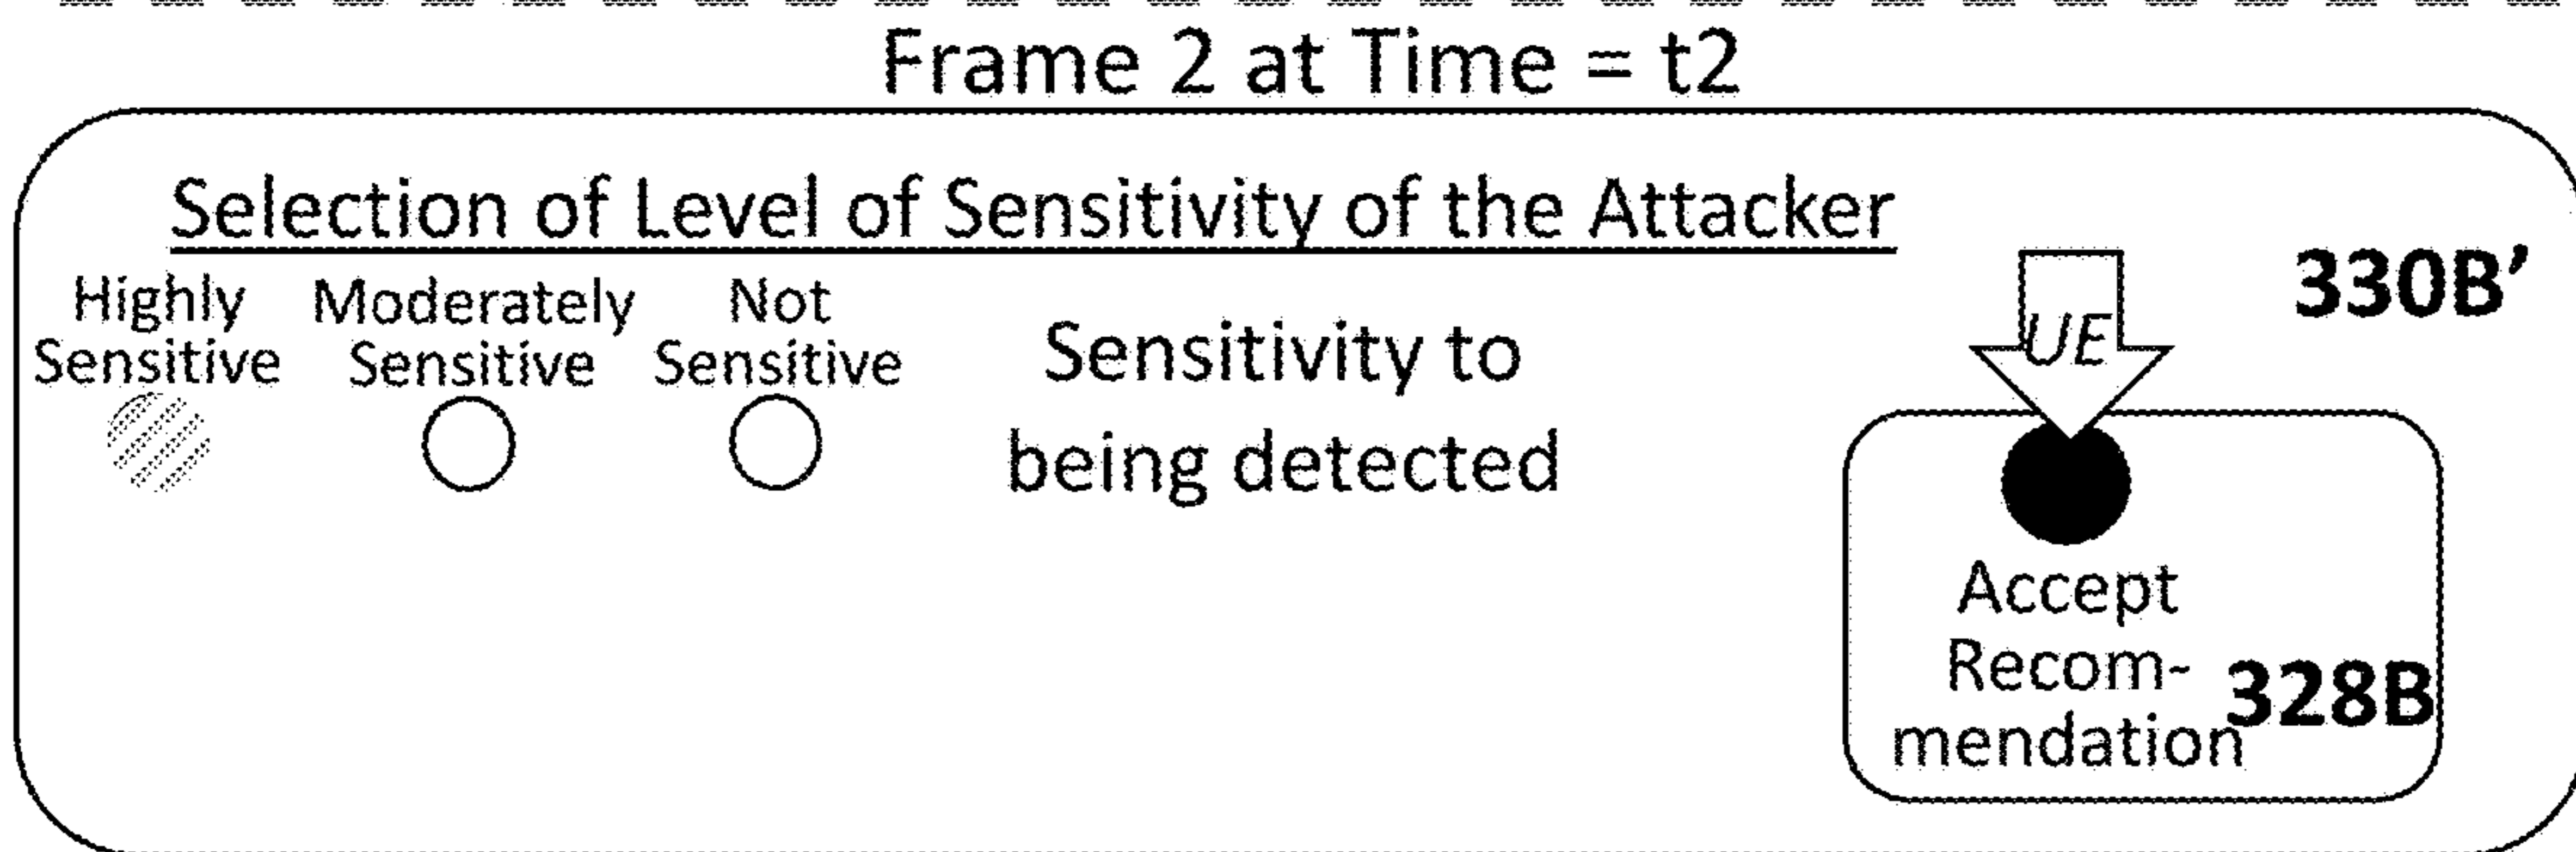 Frame 2 at Time = t2
Selection of Level of Sensitivity of the Attacker
Highly Sensitive
Moderately Sensitive
Not Sensitive
Sensitivity to
being detected
UE
330B’
Accept
Recom-
mendation
328B